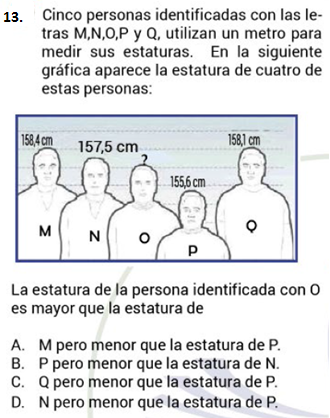 13. Cinco personas identificadas con las le-
tras M,N,O,P y Q, utilizan un metro para
medir sus estaturas. En la siguiente
gráfica aparece la estatura de cuatro de
estas personas:
158,4 cm 157,5 cm ? 155,6 cm 158,1 cm
M N O P Q
La estatura de la persona identificada con O
es mayor que la estatura de
A. M pero menor que la estatura de P.
B. P pero menor que la estatura de N.
C. Q pero menor que la estatura de P.
D. N pero menor que la estatura de P.